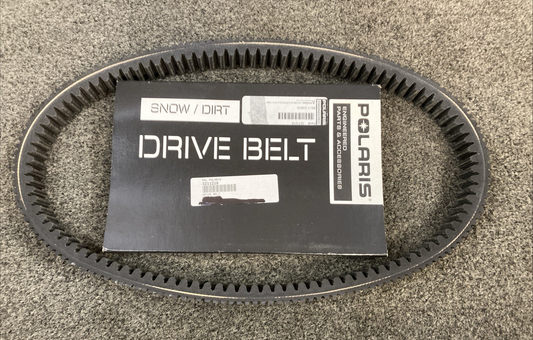 SNOW / DIRT
DRIVE BELT
POLARIS®
ENGINEERED
PARTS & ACCESSORIES